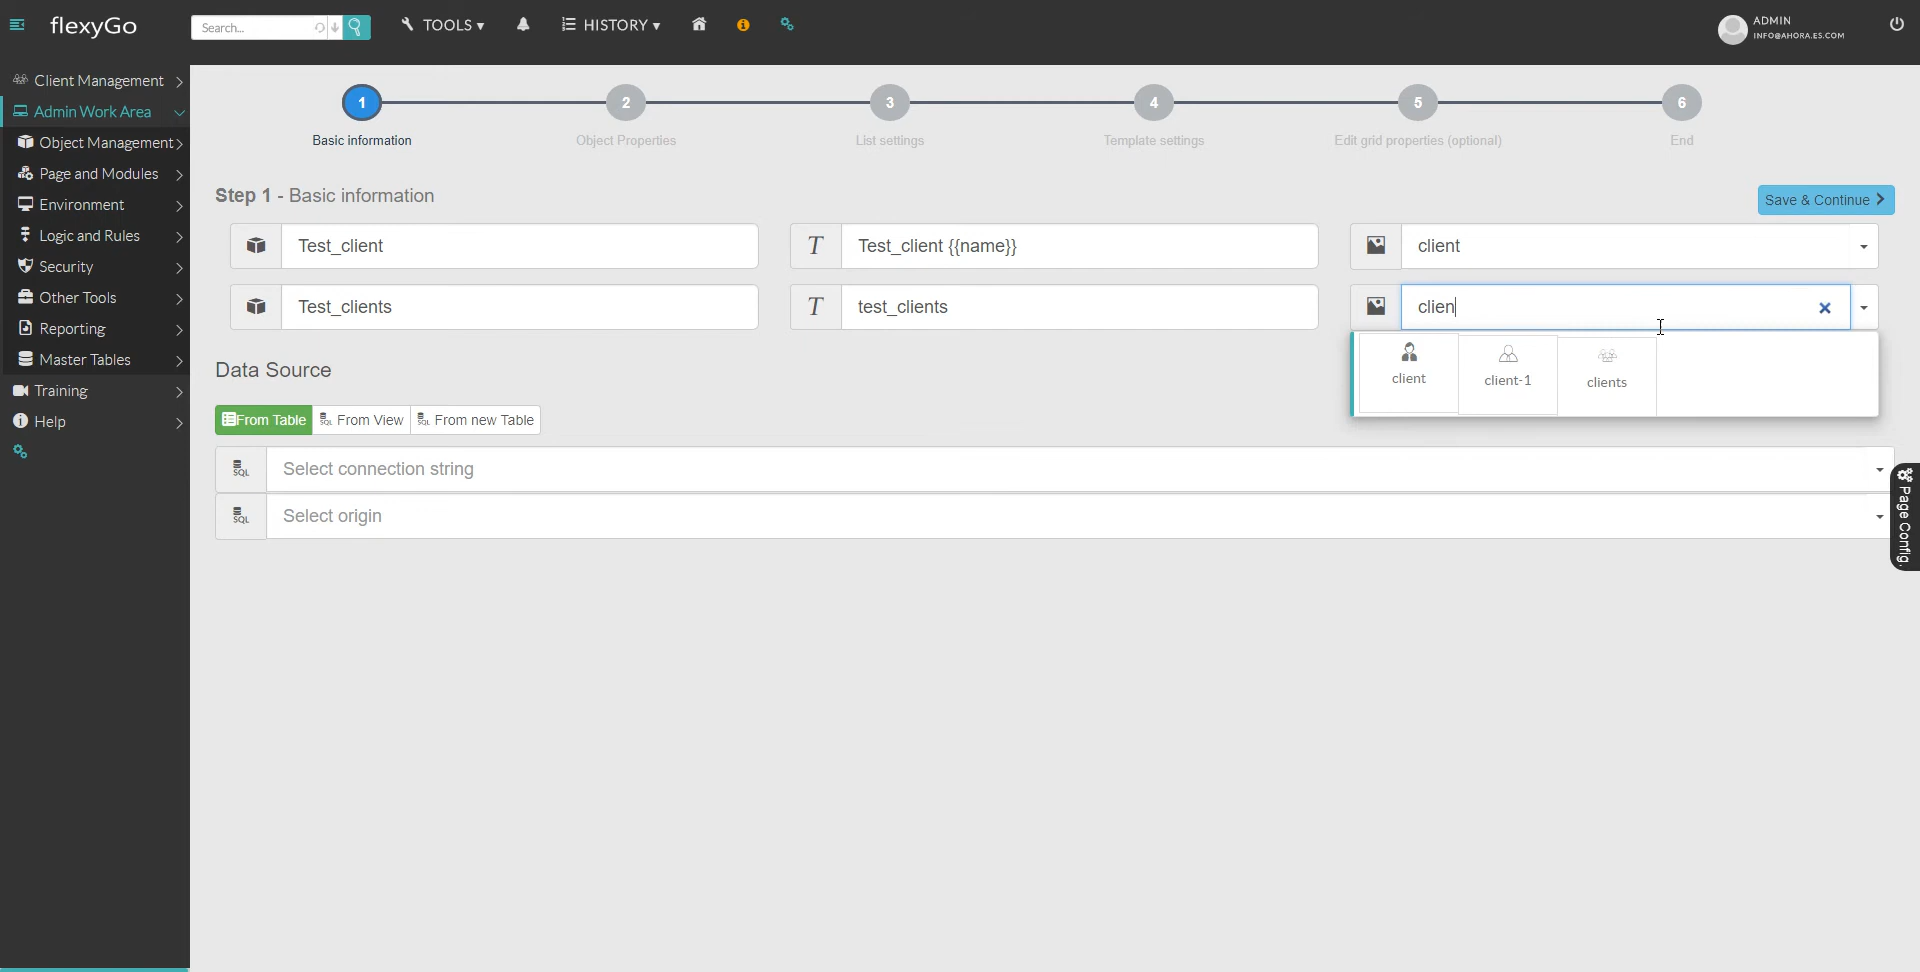 flexyGo
Search...
TOOLS ▾
HISTORY ▾
ADMIN
INFO@AHORA.ES.COM
Client Management
Admin Work Area
Object Management
Page and Modules
Environment
Logic and Rules
Security
Other Tools
Reporting
Master Tables
Training
Help
1
2
3
4
5
6
Basic information
Object Properties
List settings
Template settings
Edit grid properties (optional)
End
Step 1 - Basic information
Save & Continue
Test_client
T
Test_client {{name}}
client
Test_clients
T
test_clients
clien
client
client-1
clients
Data Source
From Table
SQL
From View
SQL
From new Table
SQL
Select connection string
SQL
Select origin
Page Config.